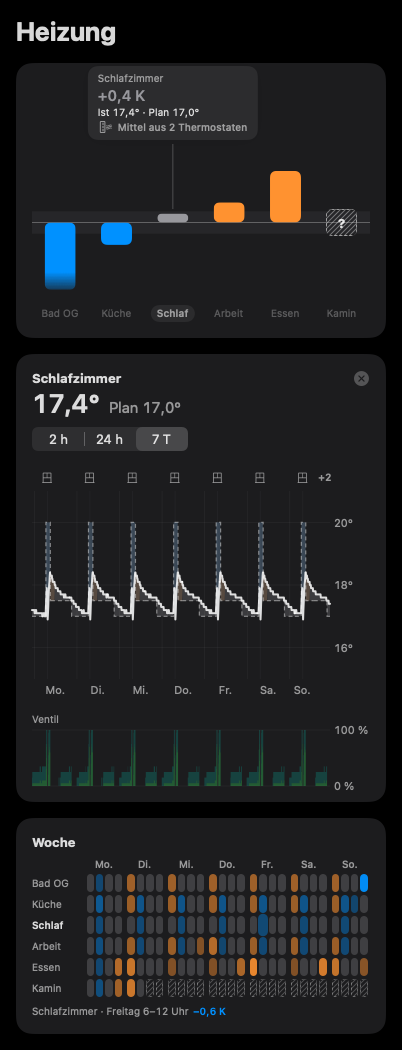 Heizung
Schlafzimmer
+0,4 K
Ist 17,4° · Plan 17,0°
Mittel aus 2 Thermostaten
?
Bad OG Küche Schlaf Arbeit Essen Kamin
Schlafzimmer
17,4° Plan 17,0°
2 h 24 h 7 T
+2
20°
18°
16°
Mo. Di. Mi. Do. Fr. Sa. So.
Ventil
100 %
0 %
Woche
Mo. Di. Mi. Do. Fr. Sa. So.
Bad OG
Küche
Schlaf
Arbeit
Essen
Kamin
Schlafzimmer · Freitag 6–12 Uhr −0,6 K